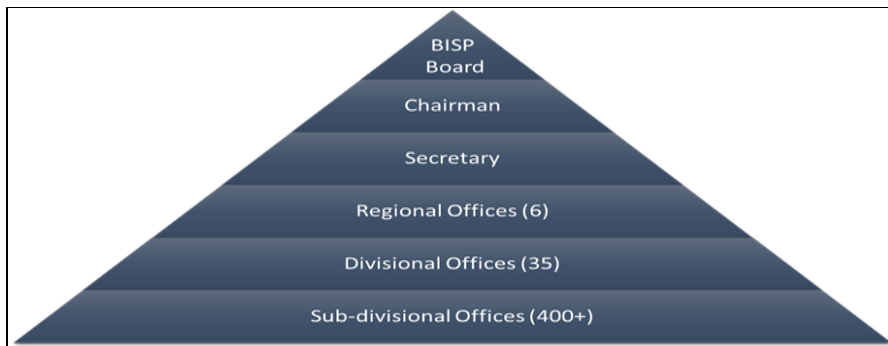 BISP
Board
Chairman
Secretary
Regional Offices (6)
Divisional Offices (35)
Sub-divisional Offices (400+)